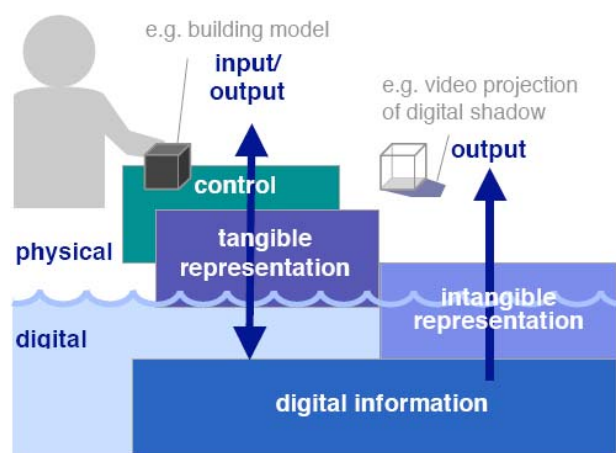 e.g. building model
input/
output
e.g. video projection
of digital shadow
output
control
physical
tangible
representation
intangible
representation
digital
digital information